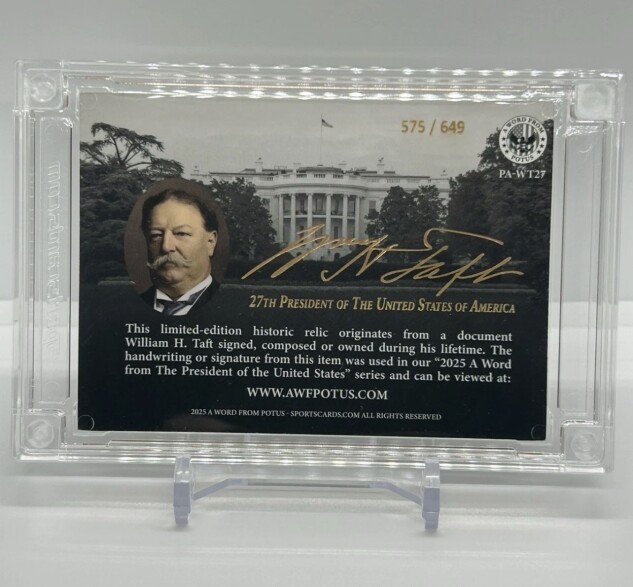 575 / 649
A WORD FROM
POTUS
PA-WT27
Wm H Taft
27TH PRESIDENT OF THE UNITED STATES OF AMERICA
This limited-edition historic relic originates from a document
William H. Taft signed, composed or owned during his lifetime. The
handwriting or signature from this item was used in our “2025 A Word
from The President of the United States” series and can be viewed at:
WWW.AWFPOTUS.COM
2025 A WORD FROM POTUS - SPORTSCARDS.COM ALL RIGHTS RESERVED